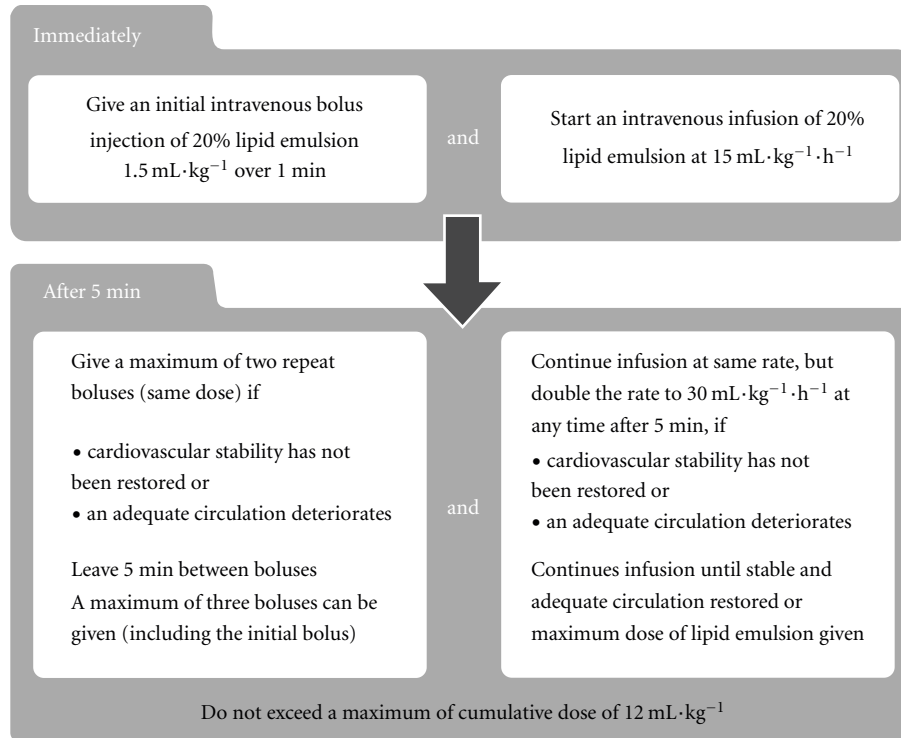 Immediately
Give an initial intravenous bolus
injection of 20% lipid emulsion
1.5 mL·kg⁻¹ over 1 min
and
Start an intravenous infusion of 20%
lipid emulsion at 15 mL·kg⁻¹·h⁻¹
After 5 min
Give a maximum of two repeat
boluses (same dose) if
• cardiovascular stability has not
been restored or
• an adequate circulation deteriorates
Leave 5 min between boluses
A maximum of three boluses can be
given (including the initial bolus)
and
Continue infusion at same rate, but
double the rate to 30 mL·kg⁻¹·h⁻¹ at
any time after 5 min, if
• cardiovascular stability has not
been restored or
• an adequate circulation deteriorates
Continues infusion until stable and
adequate circulation restored or
maximum dose of lipid emulsion given
Do not exceed a maximum of cumulative dose of 12 mL·kg⁻¹